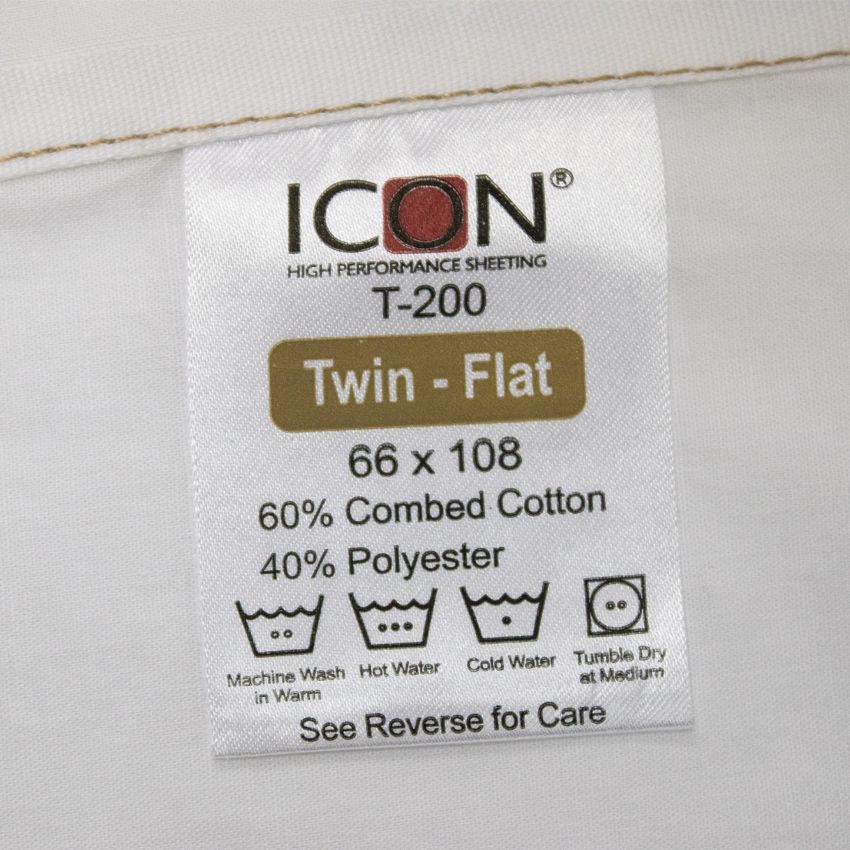 ICON®
HIGH PERFORMANCE SHEETING
T-200
Twin - Flat
66 x 108
60% Combed Cotton
40% Polyester
Machine Wash
in Warm
Hot Water
Cold Water
Tumble Dry
at Medium
See Reverse for Care